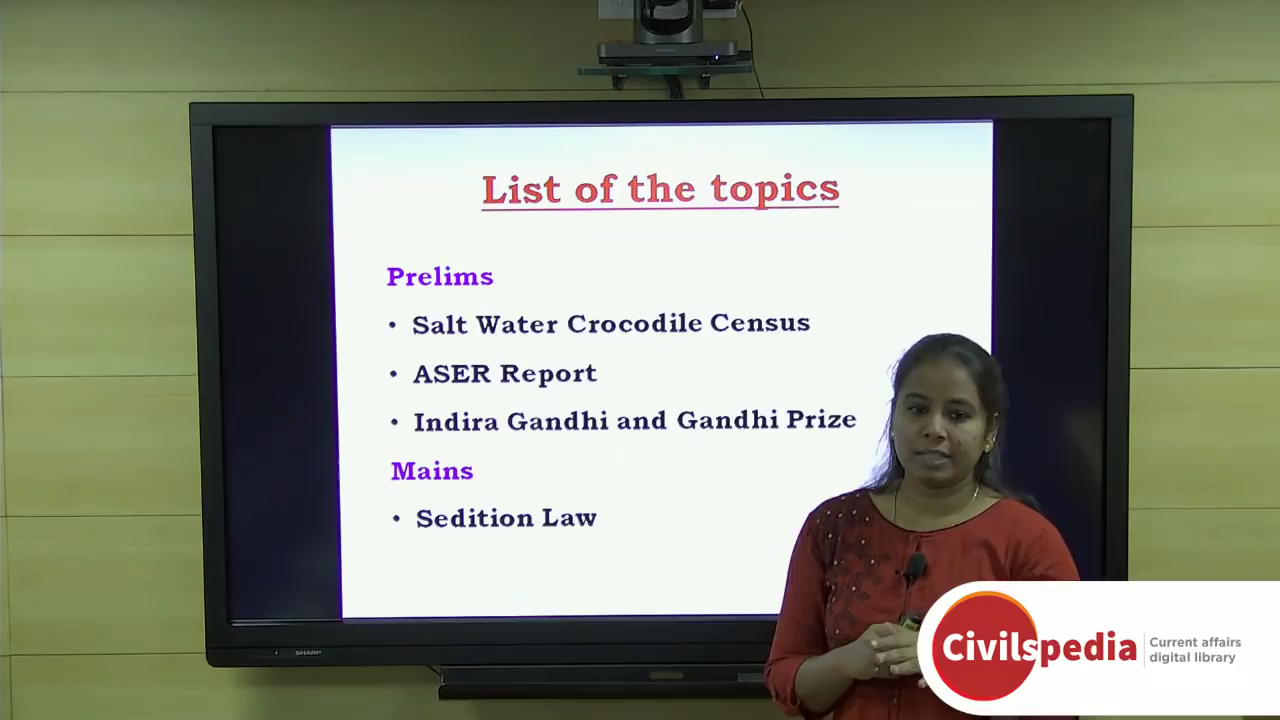 List of the topics
Prelims
• Salt Water Crocodile Census
• ASER Report
• Indira Gandhi and Gandhi Prize
Mains
• Sedition Law
SHARP
Civilspedia
Current affairs
digital library